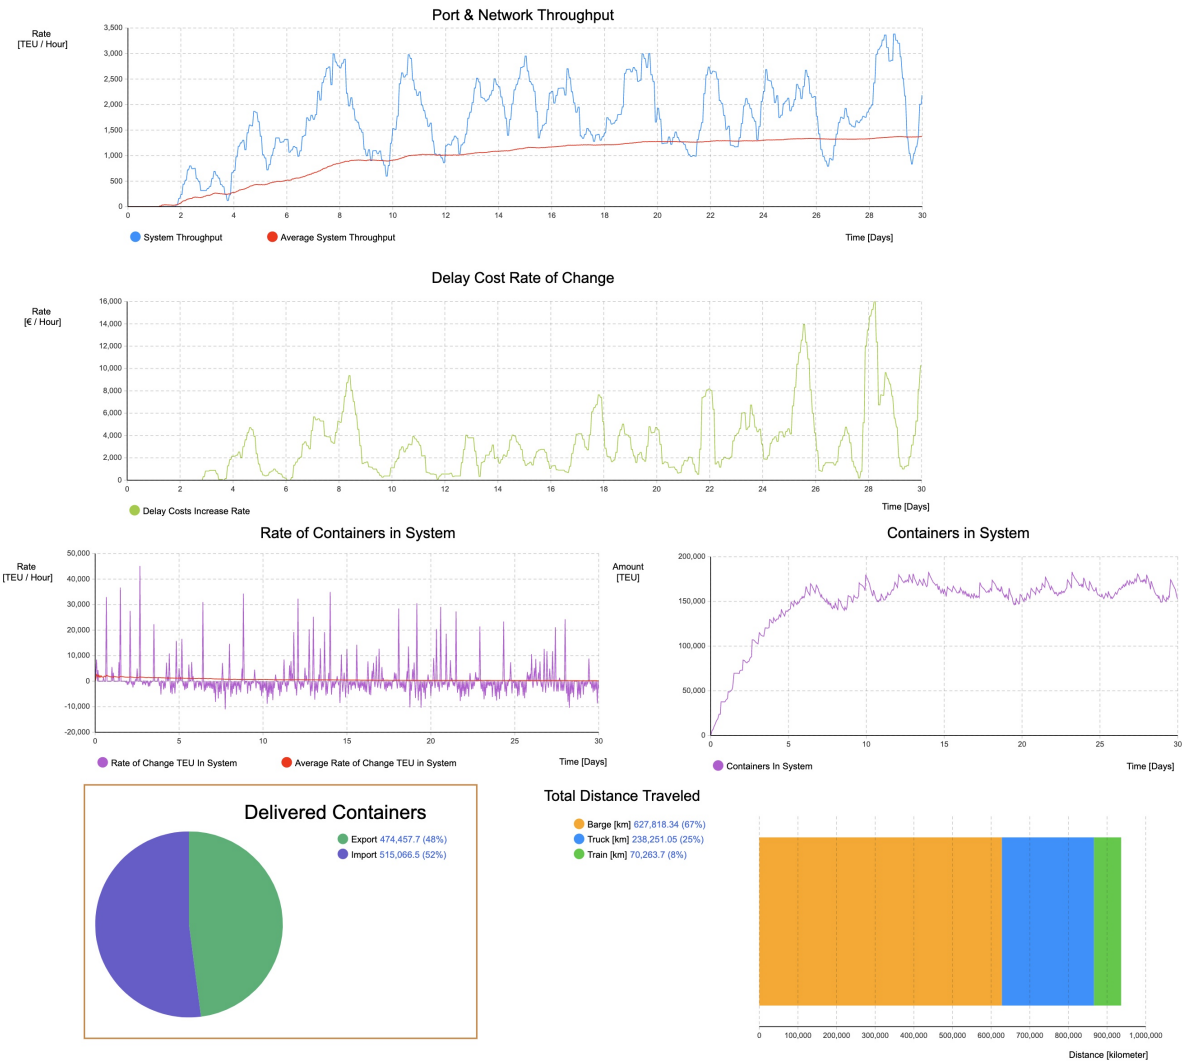 Port & Network Throughput
Rate
[TEU / Hour]
3,500
3,000
2,500
2,000
1,500
1,000
500
0
0 2 4 6 8 10 12 14 16 18 20 22 24 26 28 30
System Throughput Average System Throughput Time [Days]
Delay Cost Rate of Change
Rate
[€ / Hour]
16,000
14,000
12,000
10,000
8,000
6,000
4,000
2,000
0
0 2 4 6 8 10 12 14 16 18 20 22 24 26 28 30
Delay Costs Increase Rate Time [Days]
Rate of Containers in System
Rate
[TEU / Hour]
50,000
40,000
30,000
20,000
10,000
0
-10,000
-20,000
0 5 10 15 20 25 30
Rate of Change TEU In System Average Rate of Change TEU in System Time [Days]
Containers in System
Amount
[TEU]
200,000
150,000
100,000
50,000
0
0 5 10 15 20 25 30
Containers In System Time [Days]
Delivered Containers
Export 474,457.7 (48%)
Import 515,066.5 (52%)
Total Distance Traveled
Barge [km] 627,818.34 (67%)
Truck [km] 238,251.05 (25%)
Train [km] 70,263.7 (8%)
0 100,000 200,000 300,000 400,000 500,000 600,000 700,000 800,000 900,000 1,000,000
Distance [kilometer]